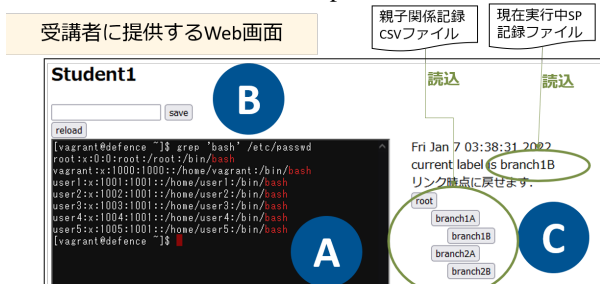 受講者に提供するWeb画面
親子関係記録
CSVファイル
現在実行中SP
記録ファイル
読込
読込
Student1
save
B
reload
[vagrant@defence ~]$ grep 'bash' /etc/passwd
root:x:0:0:root:/root:/bin/bash
vagrant:x:1000:1000::/home/vagrant:/bin/bash
user1:x:1001:1001::/home/user1:/bin/bash
user2:x:1002:1001::/home/user2:/bin/bash
user3:x:1003:1001::/home/user3:/bin/bash
user4:x:1004:1001::/home/user4:/bin/bash
user5:x:1005:1001::/home/user5:/bin/bash
[vagrant@defence ~]$
A
Fri Jan 7 03:38:31 2022
current label is branch1B
リンク時点に戻せます.
root
branch1A
branch1B
branch2A
branch2B
C